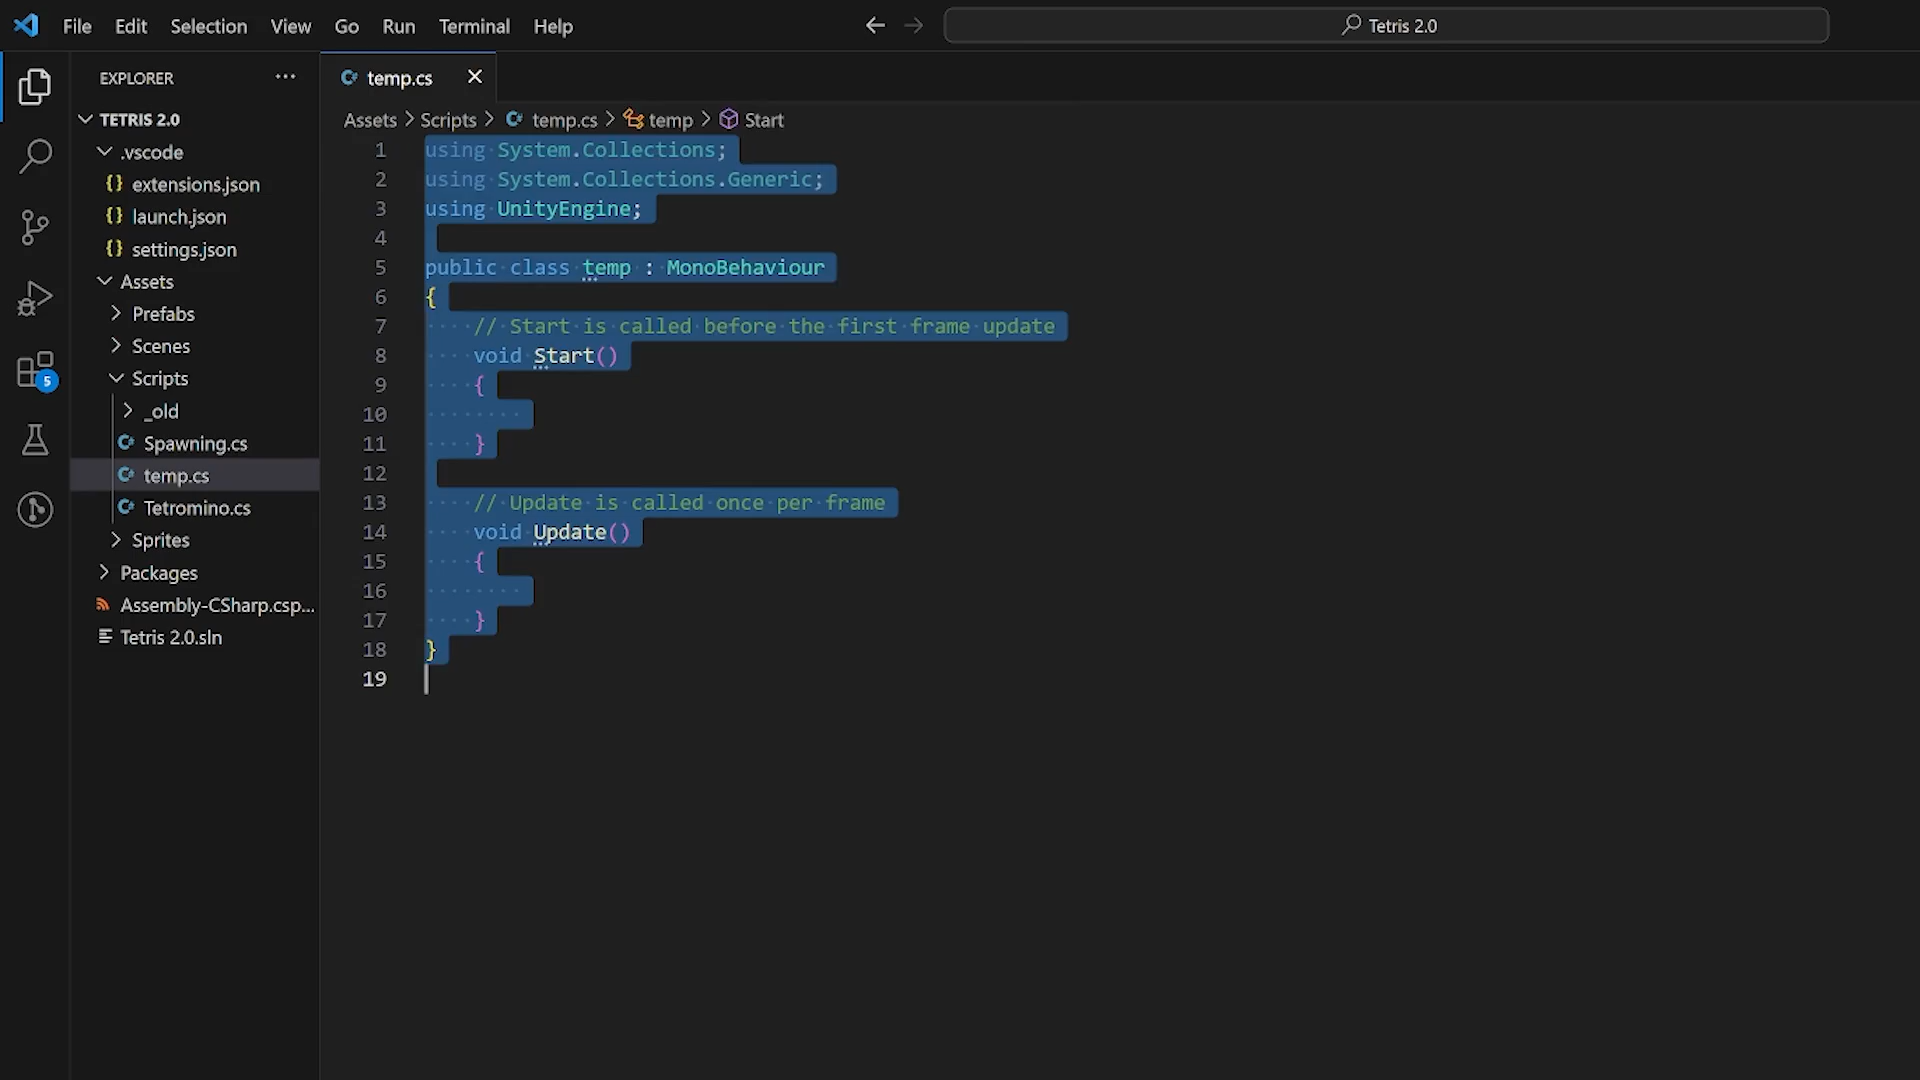 File Edit Selection View Go Run Terminal Help
Tetris 2.0
EXPLORER
TETRIS 2.0
.vscode
{} extensions.json
{} launch.json
{} settings.json
Assets
Prefabs
Scenes
Scripts
_old
Spawning.cs
temp.cs
Tetromino.cs
Sprites
Packages
Assembly-CSharp.csp...
Tetris 2.0.sln
5
temp.cs
Assets > Scripts > temp.cs > temp > Start
1 using System.Collections;
2 using System.Collections.Generic;
3 using UnityEngine;
4
5 public class temp : MonoBehaviour
6 {
7 // Start is called before the first frame update
8 void Start()
9 {
10
11 }
12
13 // Update is called once per frame
14 void Update()
15 {
16
17 }
18 }
19